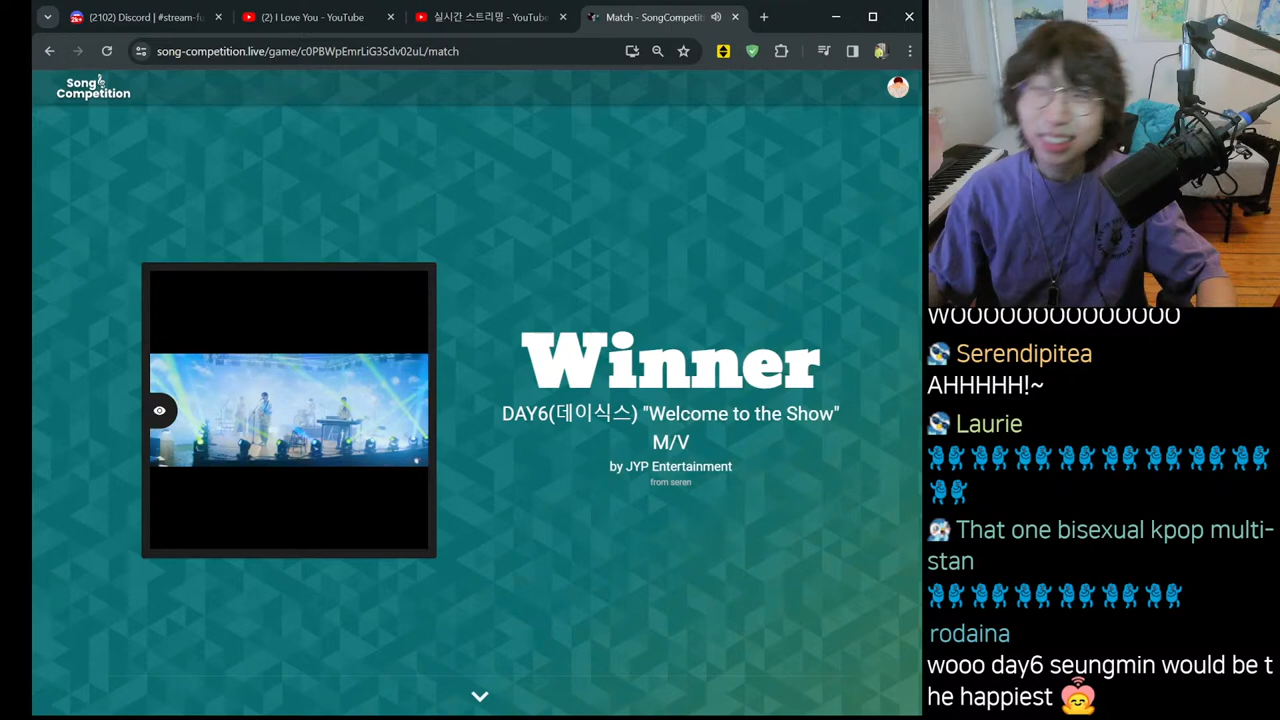 (2102) Discord | #stream-fu
(2) I Love You - YouTube
실시간 스트리밍 - YouTube
Match - SongCompetiti
song-competition.live/game/c0PBWpEmrLiG3Sdv02uL/match
Song
Competition
Winner
DAY6(데이식스) "Welcome to the Show"
M/V
by JYP Entertainment
from seren
WOOOOOOOOOOOOOO
Serendipitea
AHHHHH!~
Laurie
That one bisexual kpop multi-
stan
rodaina
wooo day6 seungmin would be t
he happiest